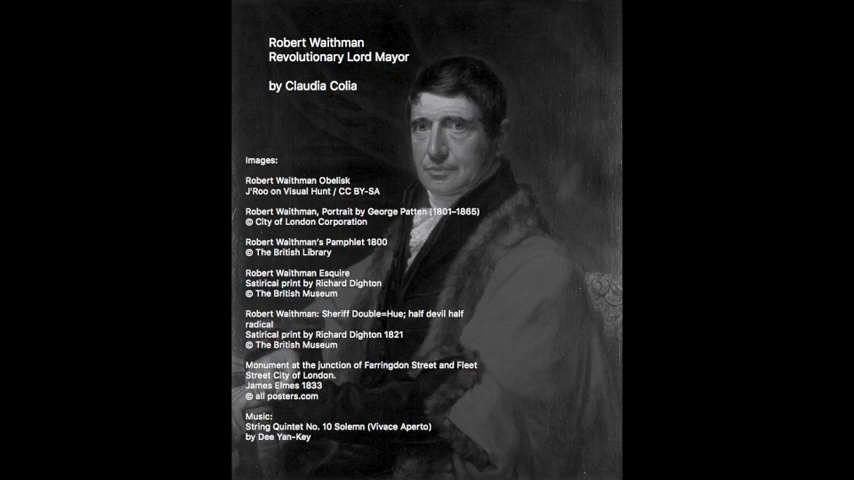 Robert Waithman
Revolutionary Lord Mayor
by Claudia Colia
Images:
Robert Waithman Obelisk
J'Roo on Visual Hunt / CC BY-SA
Robert Waithman, Portrait by George Patten (1801–1865)
© City of London Corporation
Robert Waithman's Pamphlet 1800
© The British Library
Robert Waithman Esquire
Satirical print by Richard Dighton
© The British Museum
Robert Waithman: Sheriff Double=Hue; half devil half
radical
Satirical print by Richard Dighton 1821
© The British Museum
Monument at the junction of Farringdon Street and Fleet
Street City of London.
James Elmes 1833
© all posters.com
Music:
String Quintet No. 10 Solemn (Vivace Aperto)
by Dee Yan-Key